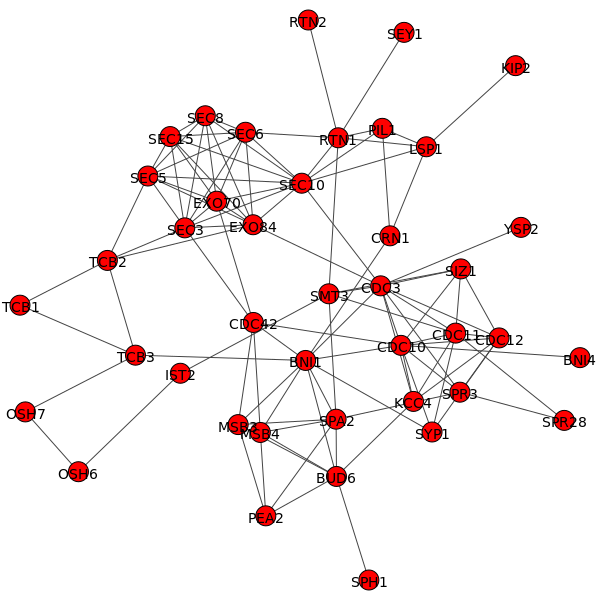 RTN2
SEY1
KIP2
SEC8
SEC15
SEC6
RTN1
PIL1
LSP1
SEC5
SEC10
EXO70
SEC3
EXO84
CRN1
YSP2
TCB2
SIZ1
CDC3
SMT3
TCB1
CDC42
CDC11
CDC12
CDC10
TCB3
BNI1
BNI4
IST2
SPR3
KCC4
OSH7
MSB3
MSB4
SPA2
SYP1
SPR28
OSH6
BUD6
PEA2
SPH1